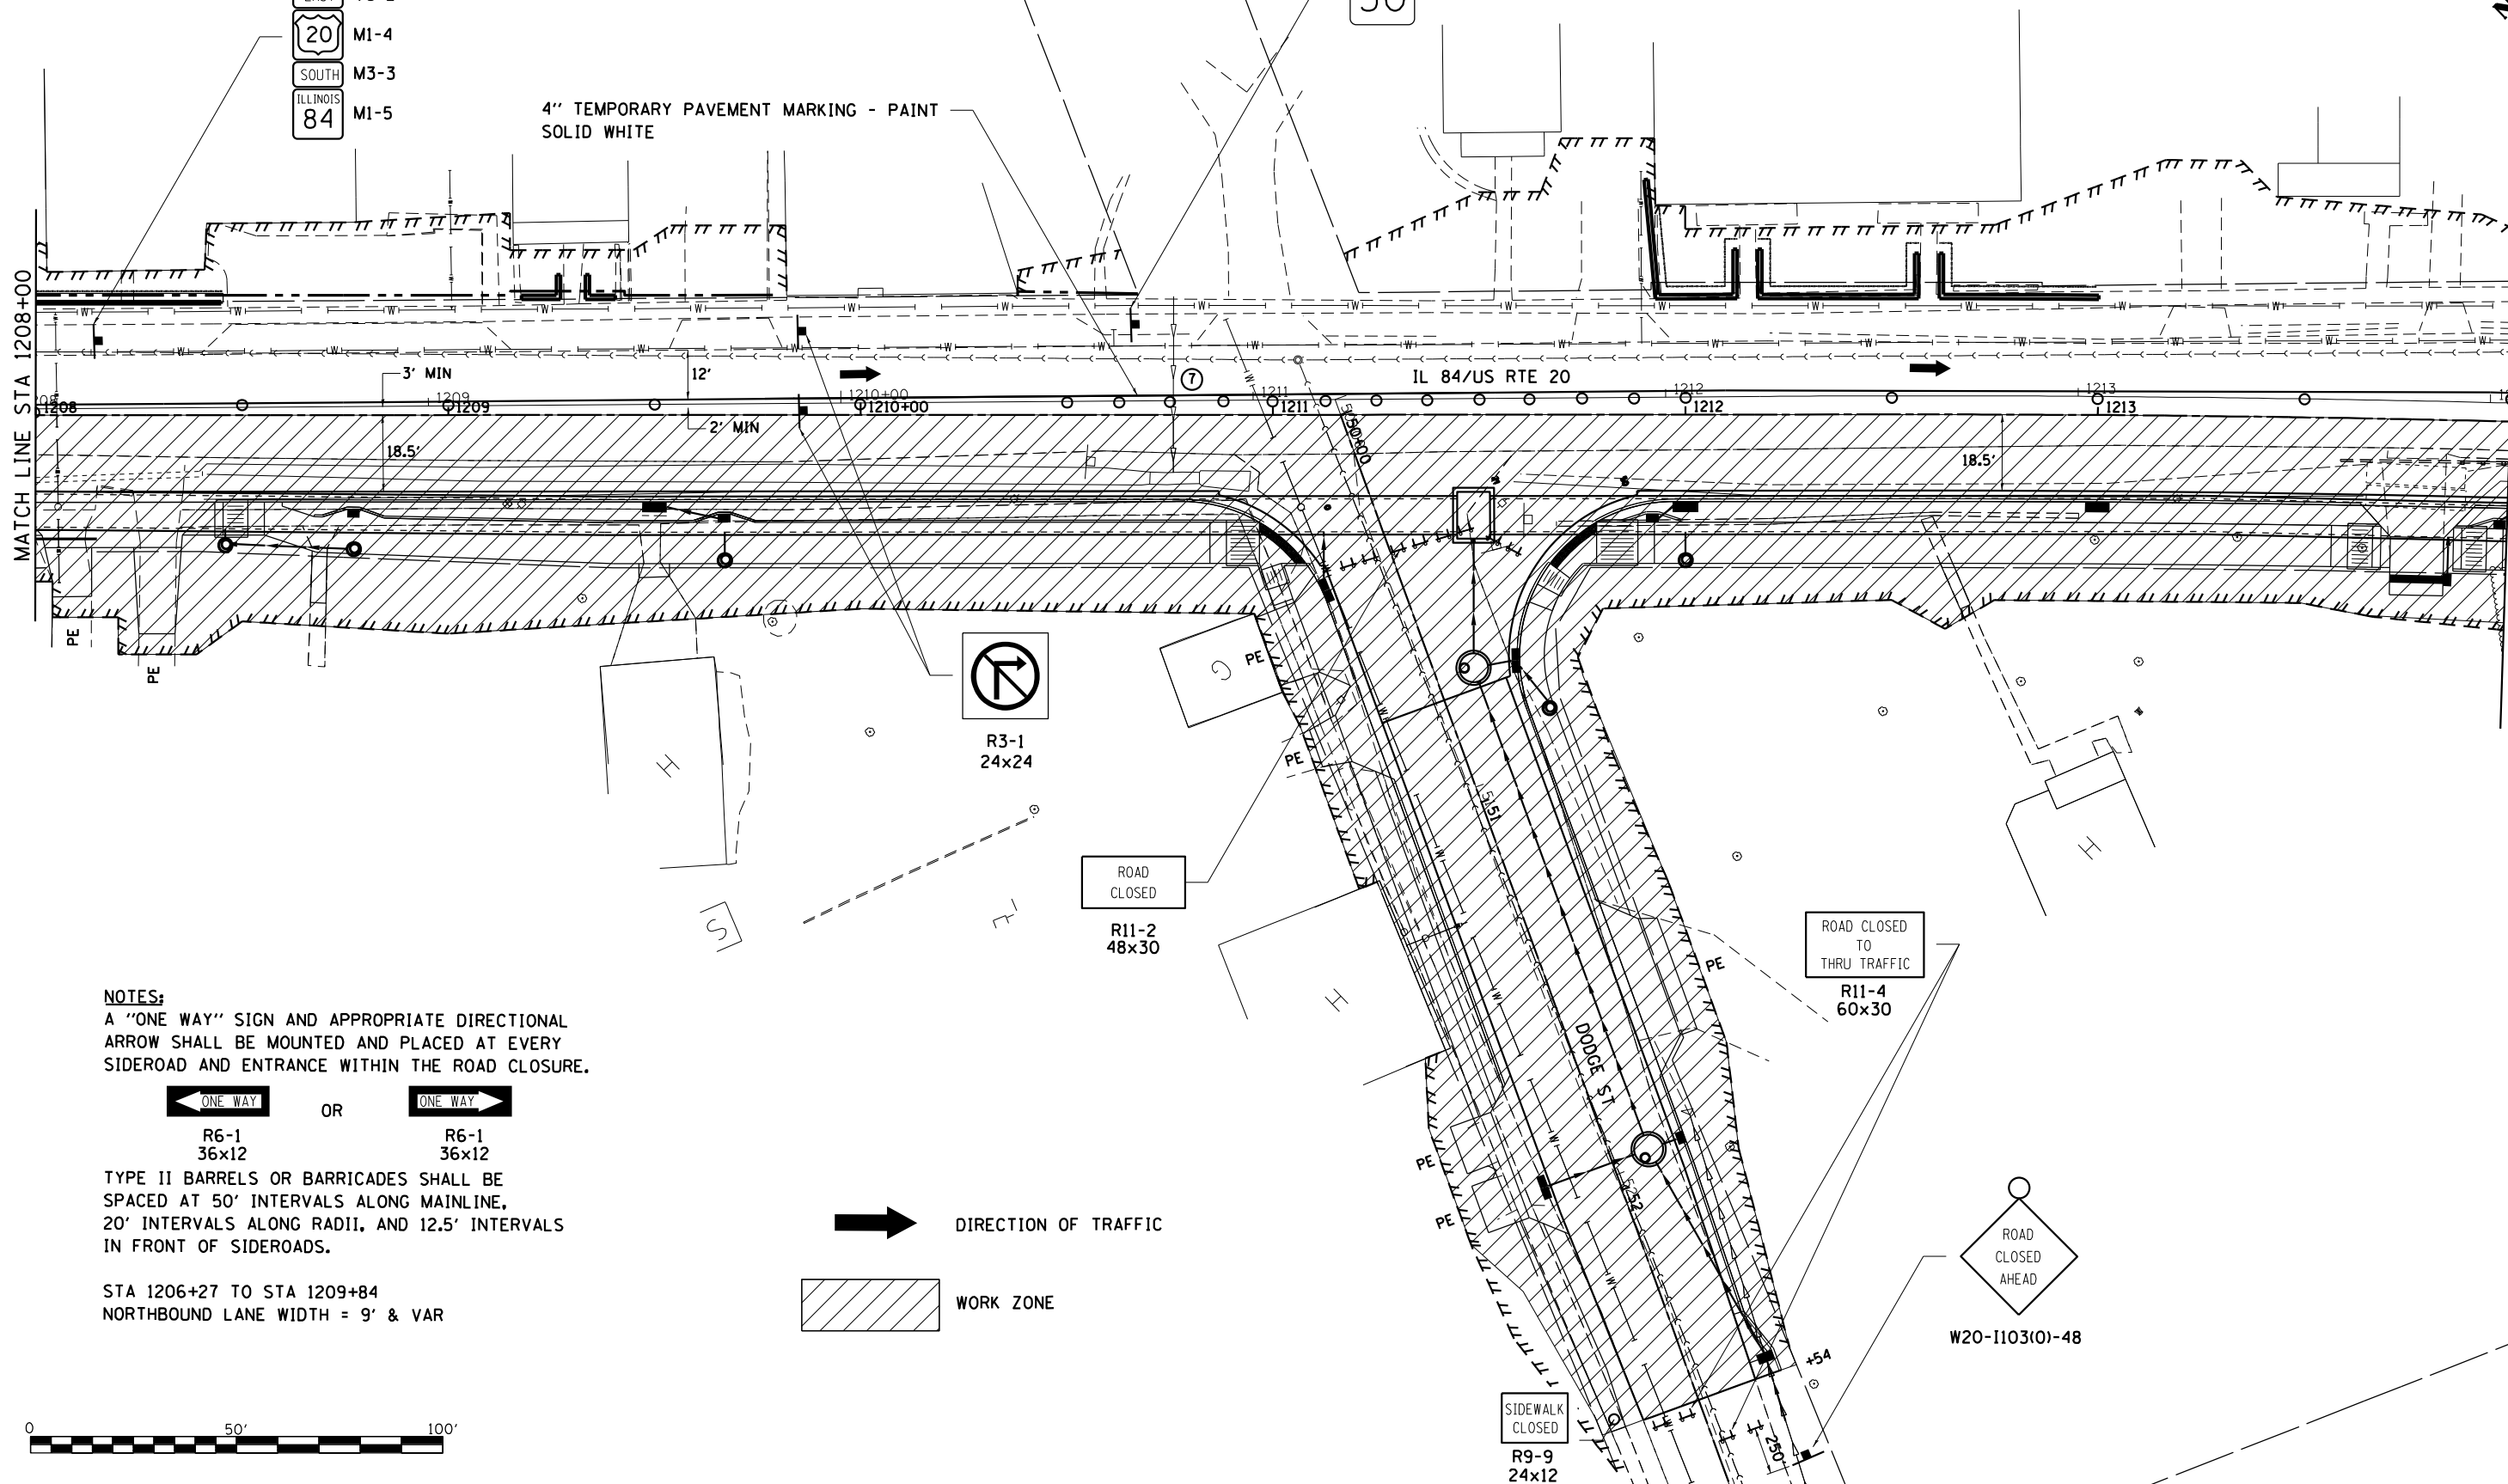 20
M1-4
SOUTH
M3-3
ILLINOIS
84
M1-5
4'' TEMPORARY PAVEMENT MARKING - PAINT
SOLID WHITE
MATCH LINE STA 1208+00
3' MIN
12'
2' MIN
18.5'
18.5'
7
IL 84/US RTE 20
1208
1209
1209
1210+00
1210+00
1211
1211
1212
1212
1213
1213
PE
PE
PE
PE
PE
PE
PE
G
H
H
H
S
R3-1
24x24
ROAD
CLOSED
R11-2
48x30
ROAD CLOSED
TO
THRU TRAFFIC
R11-4
60x30
DODGE ST
51
52
NOTES:
A ''ONE WAY'' SIGN AND APPROPRIATE DIRECTIONAL
ARROW SHALL BE MOUNTED AND PLACED AT EVERY
SIDEROAD AND ENTRANCE WITHIN THE ROAD CLOSURE.
ONE WAY
OR
ONE WAY
R6-1
36x12
R6-1
36x12
TYPE II BARRELS OR BARRICADES SHALL BE
SPACED AT 50' INTERVALS ALONG MAINLINE,
20' INTERVALS ALONG RADII, AND 12.5' INTERVALS
IN FRONT OF SIDEROADS.
STA 1206+27 TO STA 1209+84
NORTHBOUND LANE WIDTH = 9' & VAR
DIRECTION OF TRAFFIC
WORK ZONE
ROAD
CLOSED
AHEAD
W20-I103(0)-48
+54
250'
SIDEWALK
CLOSED
R9-9
24x12
0
50'
100'